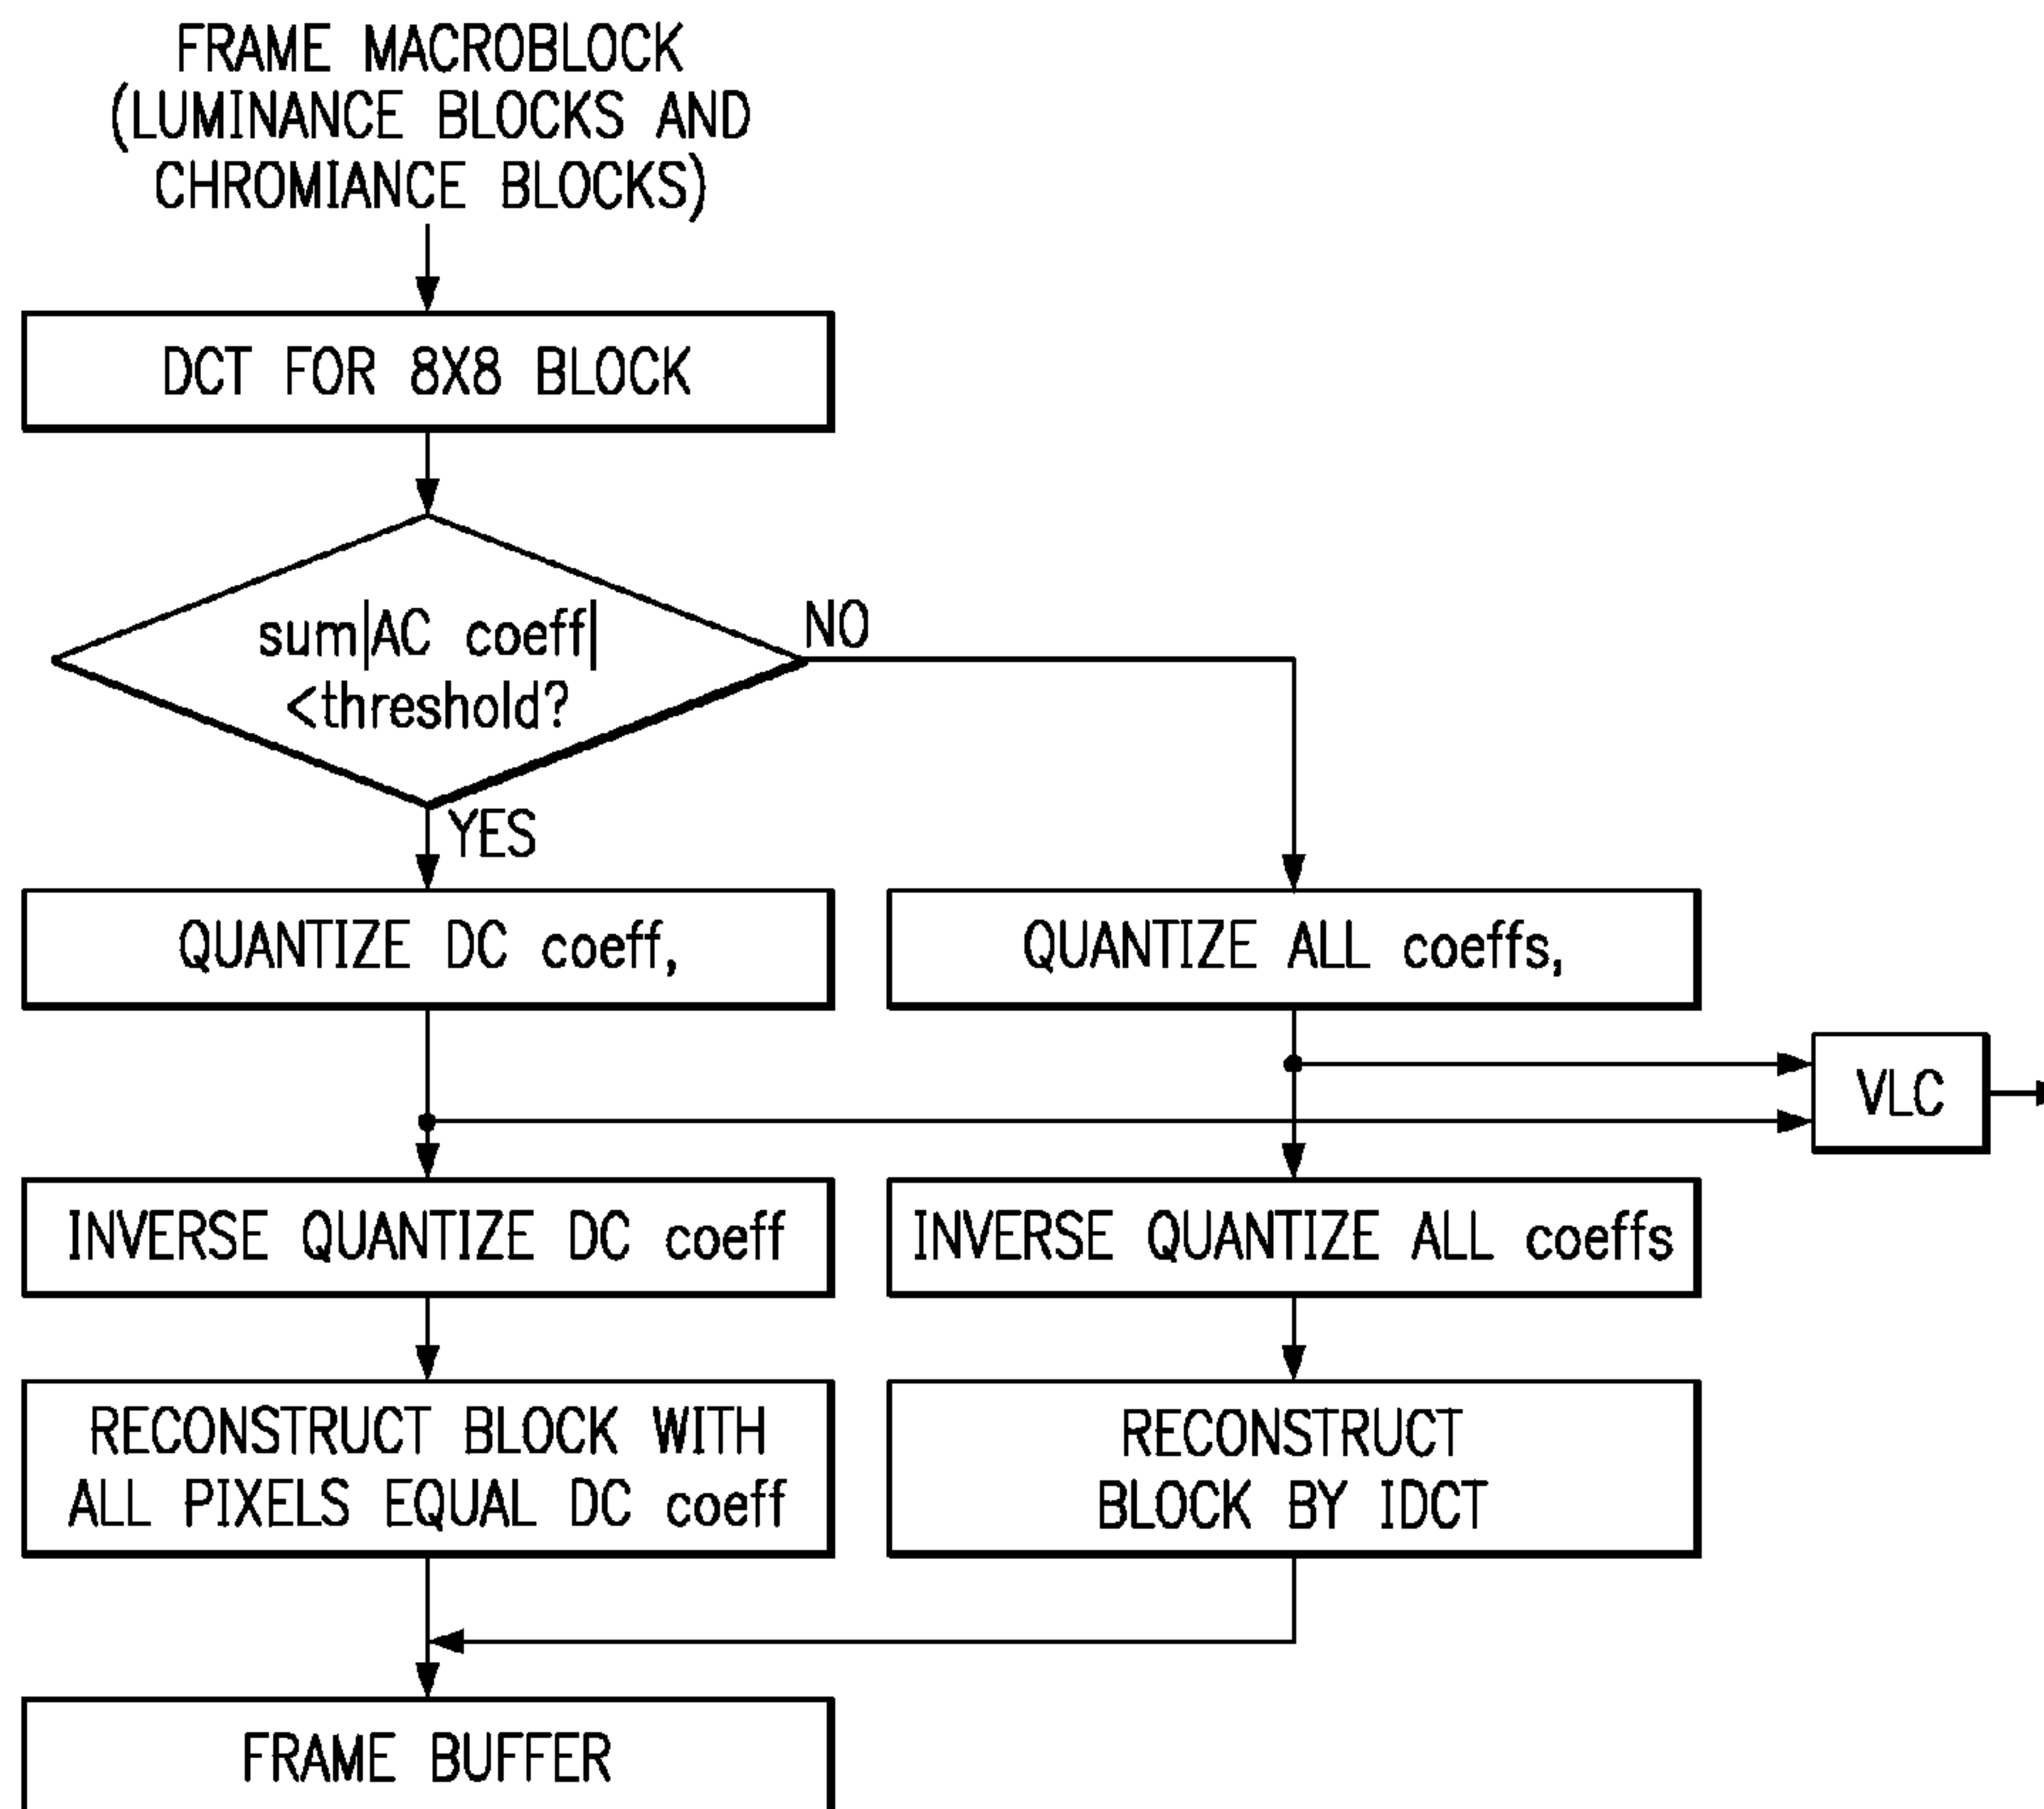 FRAME MACROBLOCK
(LUMINANCE BLOCKS AND
CHROMIANCE BLOCKS)
DCT FOR 8X8 BLOCK
sum|AC coeff|
<threshold?
NO
YES
QUANTIZE DC coeff,
QUANTIZE ALL coeffs,
VLC
INVERSE QUANTIZE DC coeff
INVERSE QUANTIZE ALL coeffs
RECONSTRUCT BLOCK WITH
ALL PIXELS EQUAL DC coeff
RECONSTRUCT
BLOCK BY IDCT
FRAME BUFFER